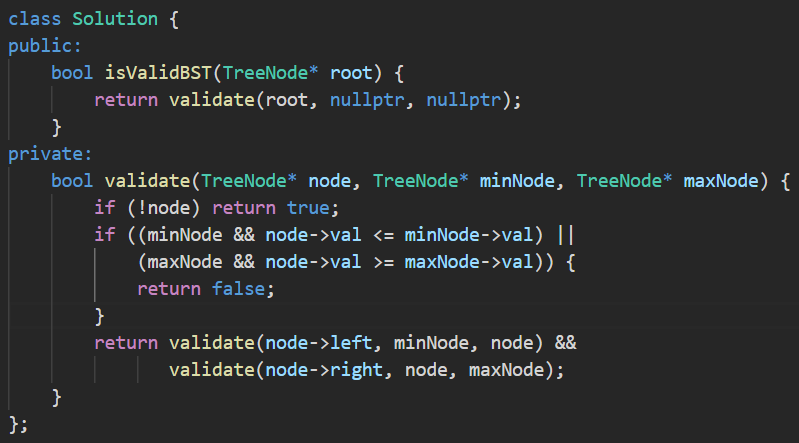 class Solution {
public:
    bool isValidBST(TreeNode* root) {
        return validate(root, nullptr, nullptr);
    }
private:
    bool validate(TreeNode* node, TreeNode* minNode, TreeNode* maxNode) {
        if (!node) return true;
        if ((minNode && node->val <= minNode->val) ||
            (maxNode && node->val >= maxNode->val)) {
            return false;
        }
        return validate(node->left, minNode, node) &&
               validate(node->right, node, maxNode);
    }
};